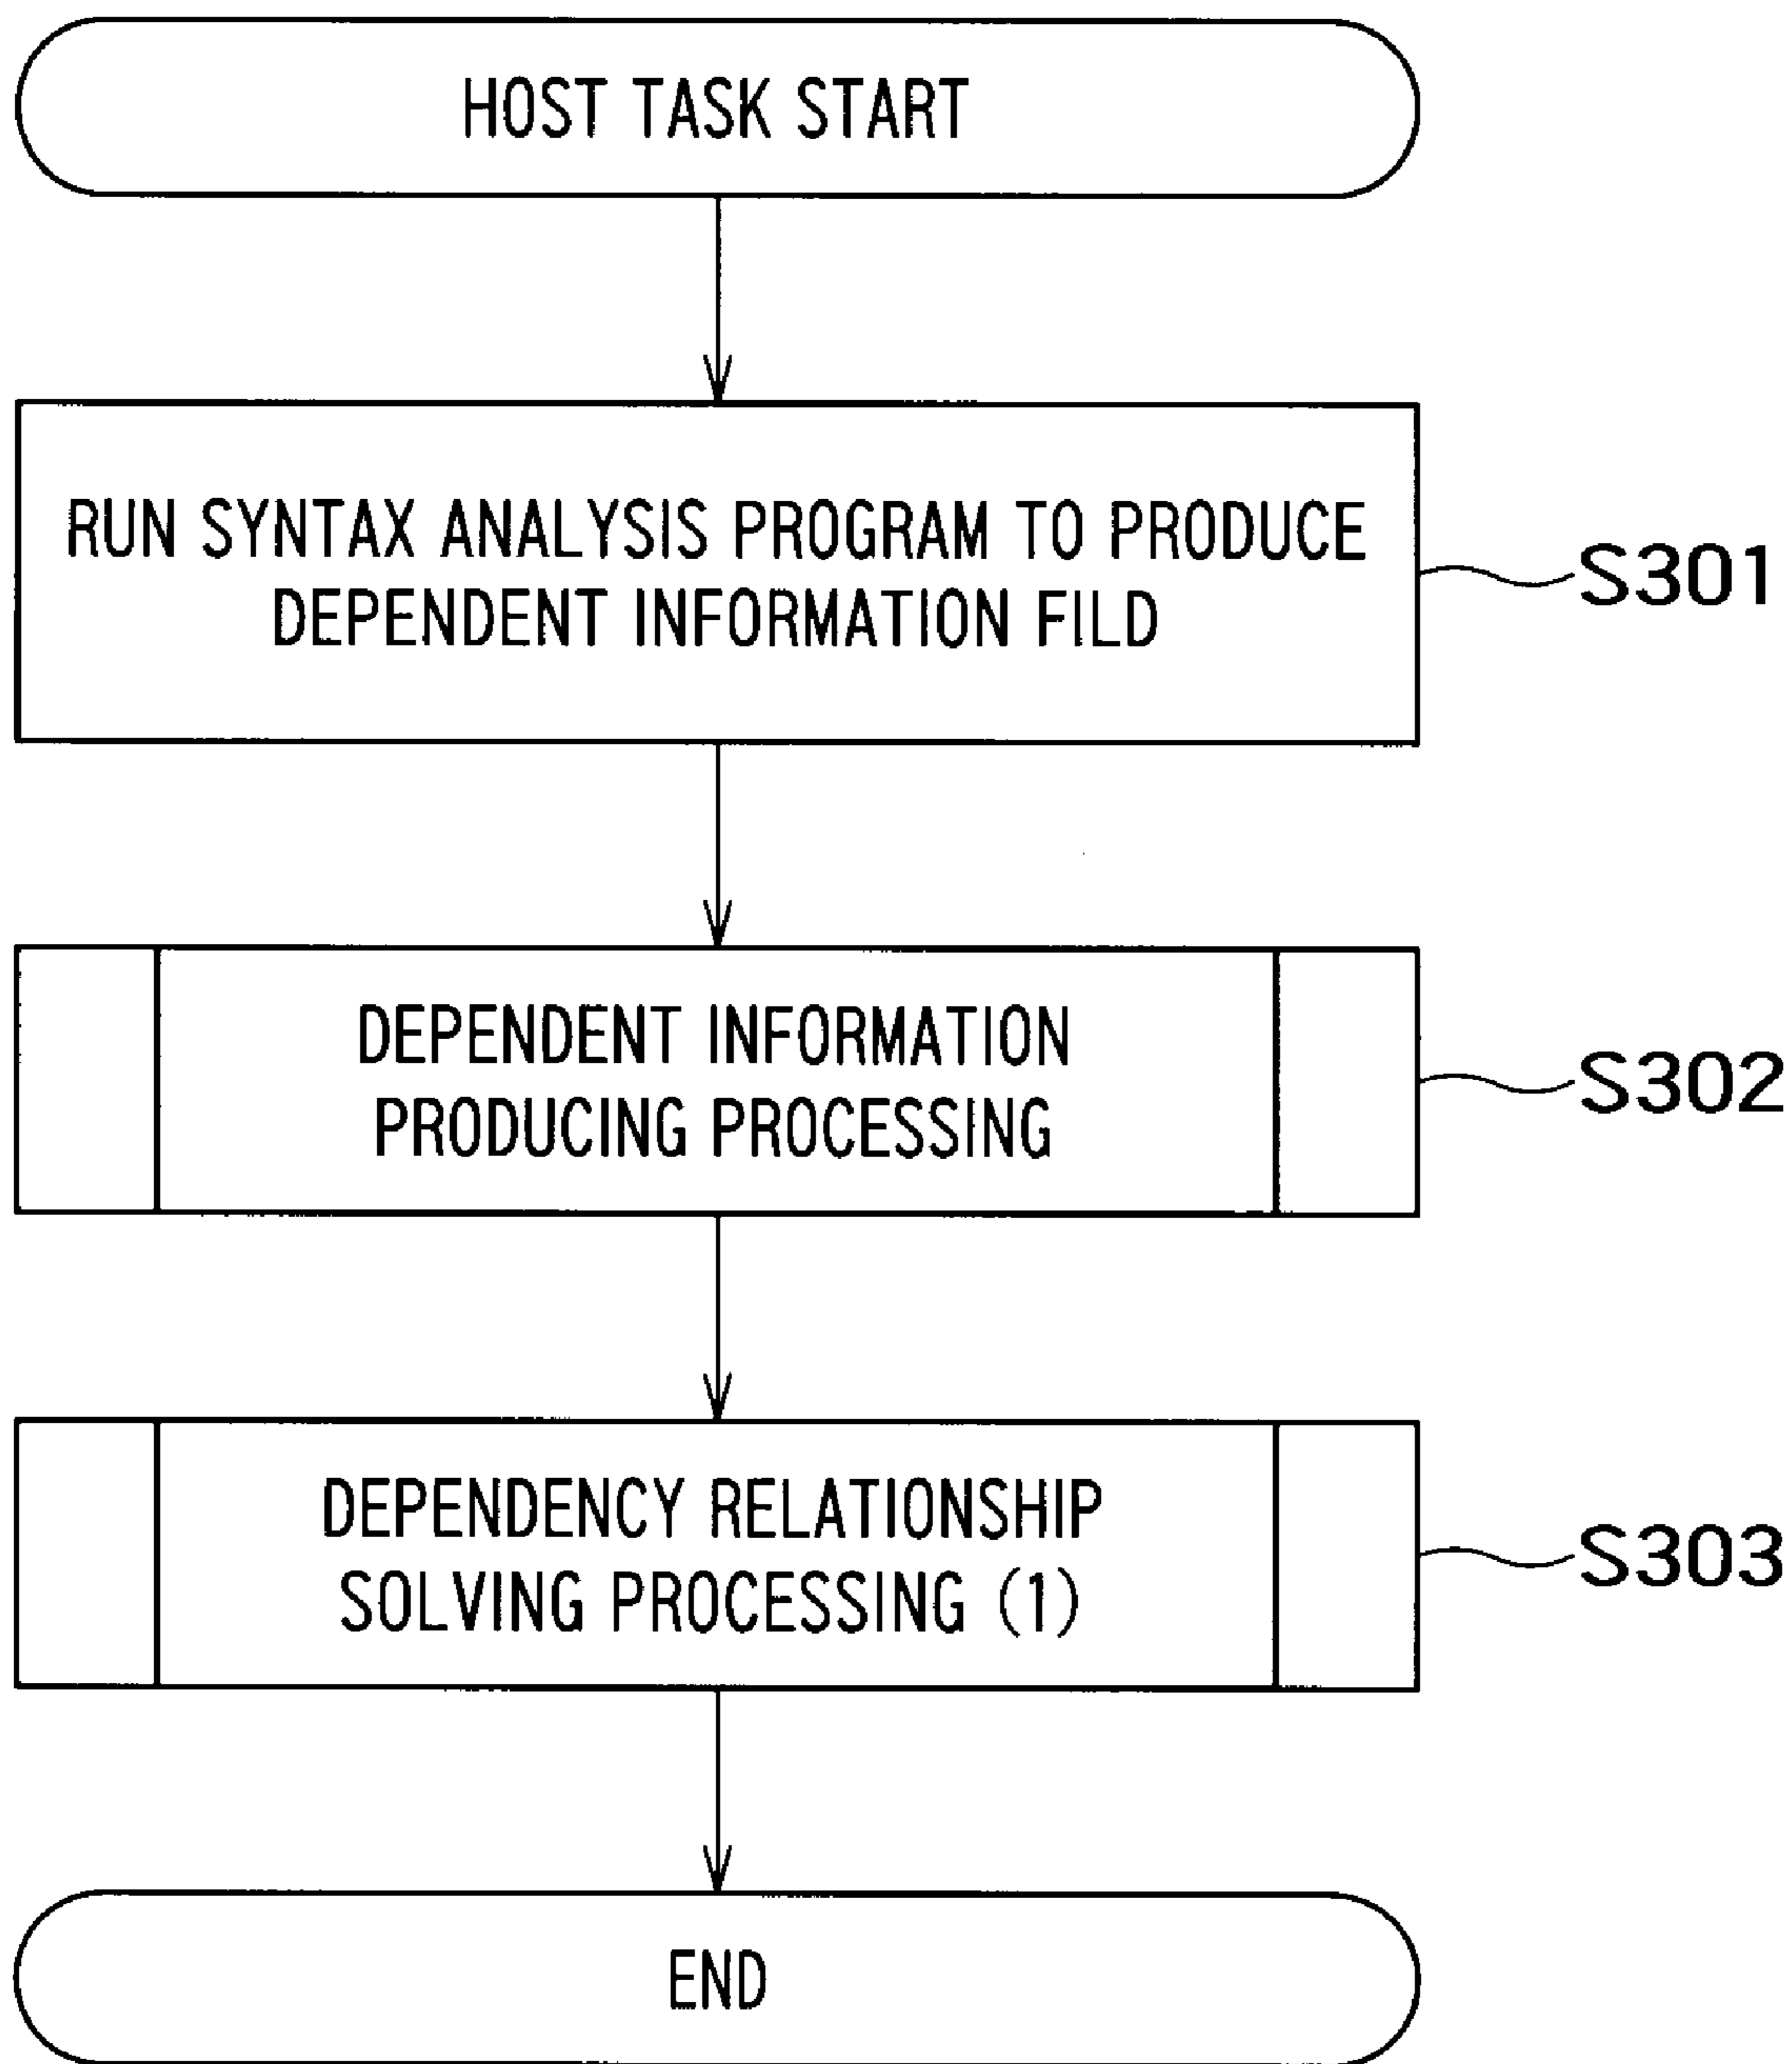 HOST TASK START
RUN SYNTAX ANALYSIS PROGRAM TO PRODUCE
DEPENDENT INFORMATION FILD
S301
DEPENDENT INFORMATION
PRODUCING PROCESSING
S302
DEPENDENCY RELATIONSHIP
SOLVING PROCESSING (1)
S303
END